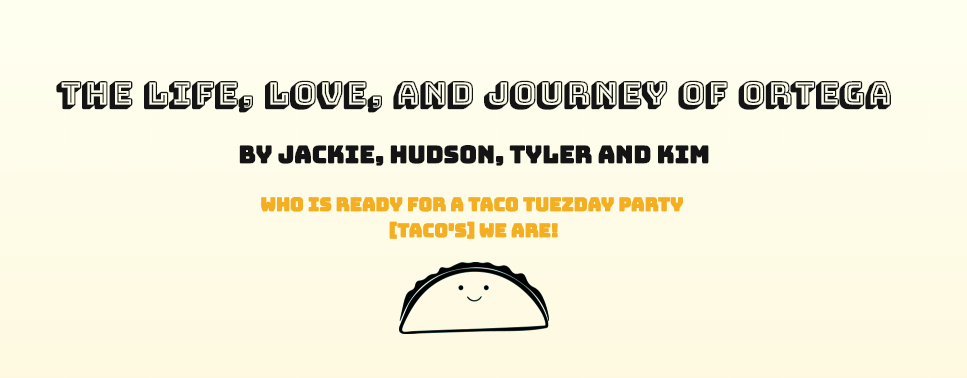 THE LIFE, LOVE, AND JOURNEY OF ORTEGA
BY JACKIE, HUDSON, TYLER AND KIM
WHO IS READY FOR A TACO TUEZDAY PARTY
[TACO'S] WE ARE!